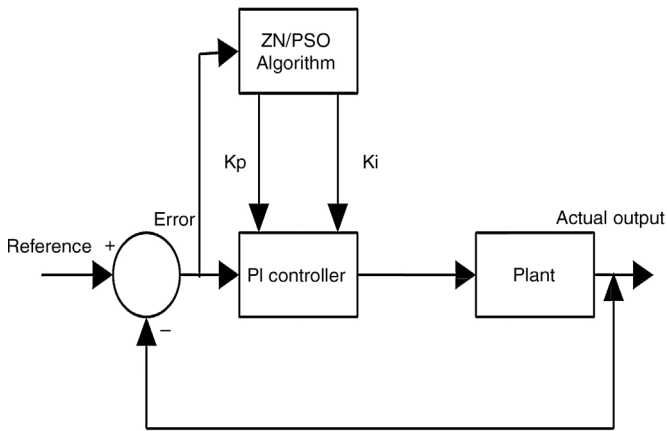 ZN/PSO
Algorithm
Kp
Ki
Error
Actual output
Reference
+
PI controller
Plant
−